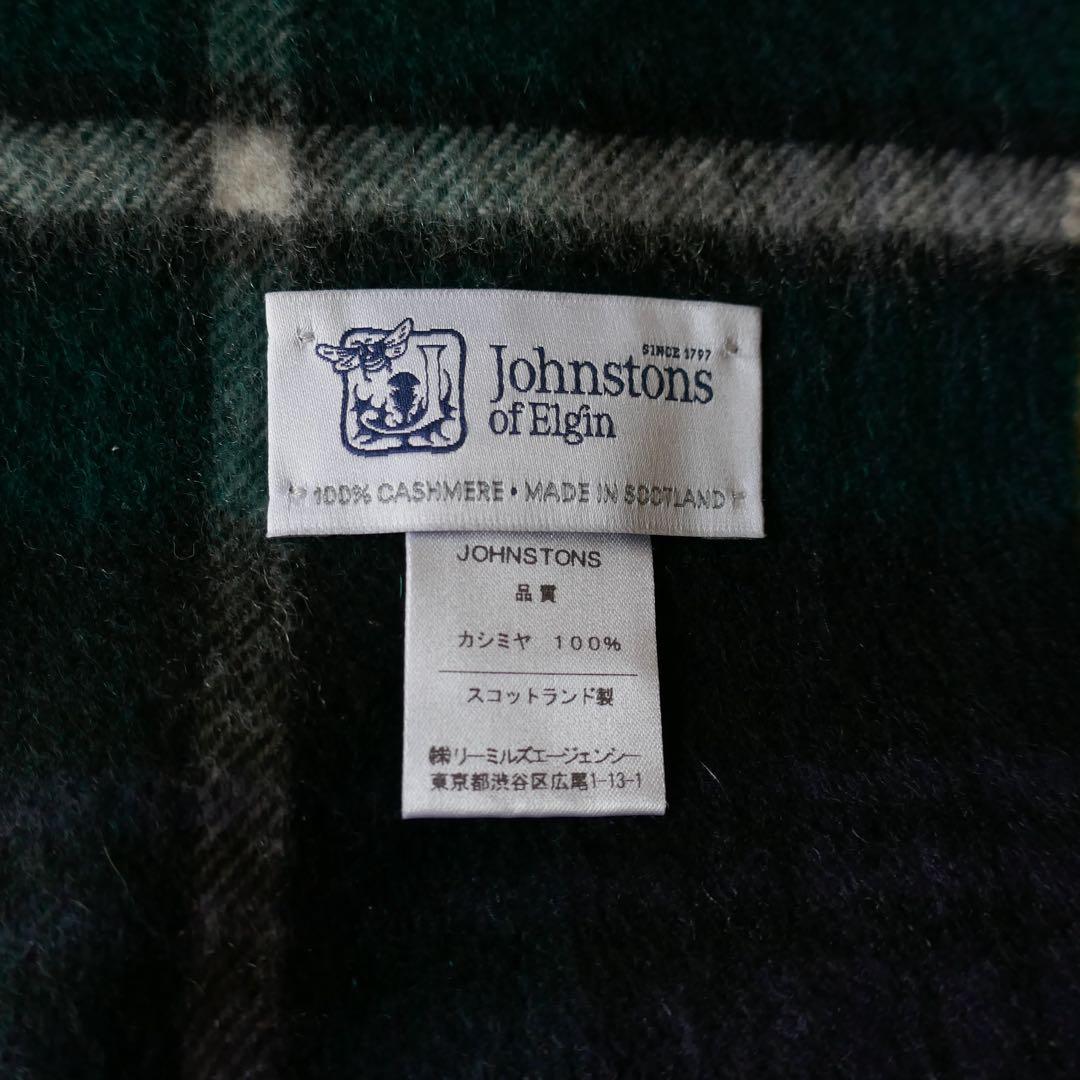 SINCE 1797
Johnstons
of Elgin
100% CASHMERE • MADE IN SCOTLAND
JOHNSTONS
品質
カシミヤ 100%
スコットランド製
㈱リーミルズエージェンシー
東京都渋谷区広尾1-13-1